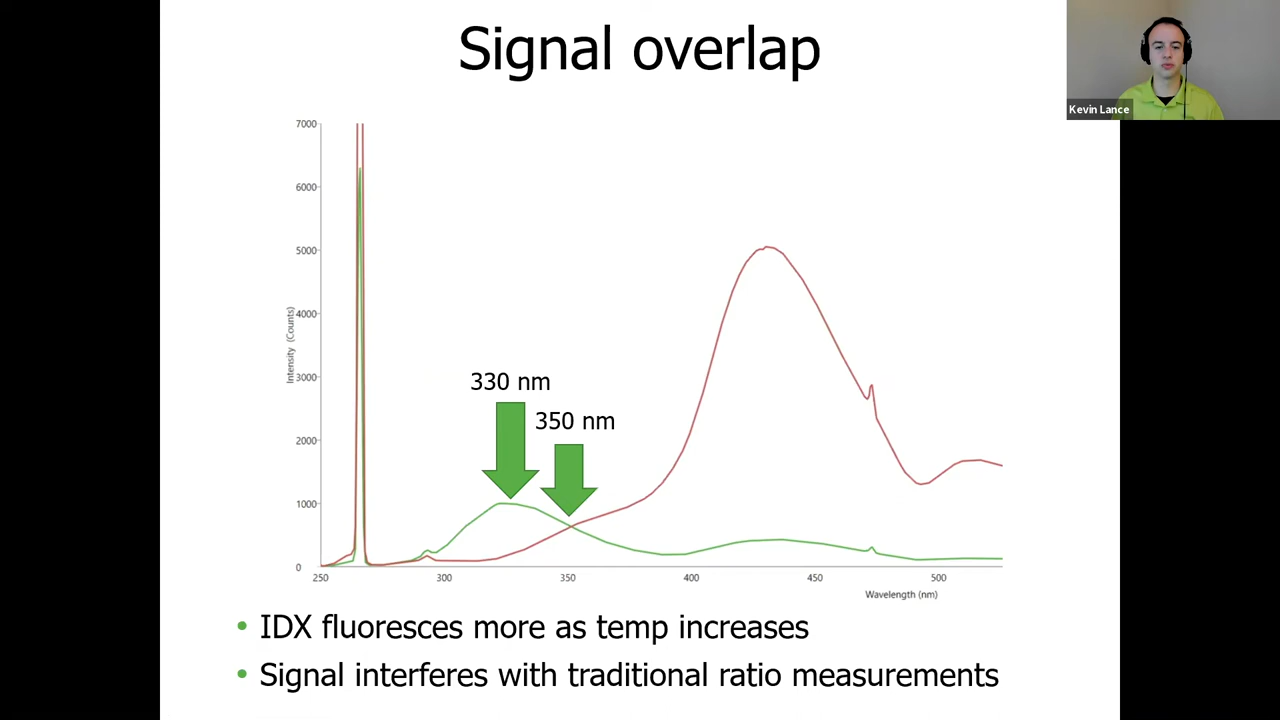 Signal overlap
Kevin Lance
7000
6000
5000
4000
3000
2000
1000
0
Intensity (Counts)
330 nm
350 nm
250
300
350
400
450
500
Wavelength (nm)
• IDX fluoresces more as temp increases
• Signal interferes with traditional ratio measurements